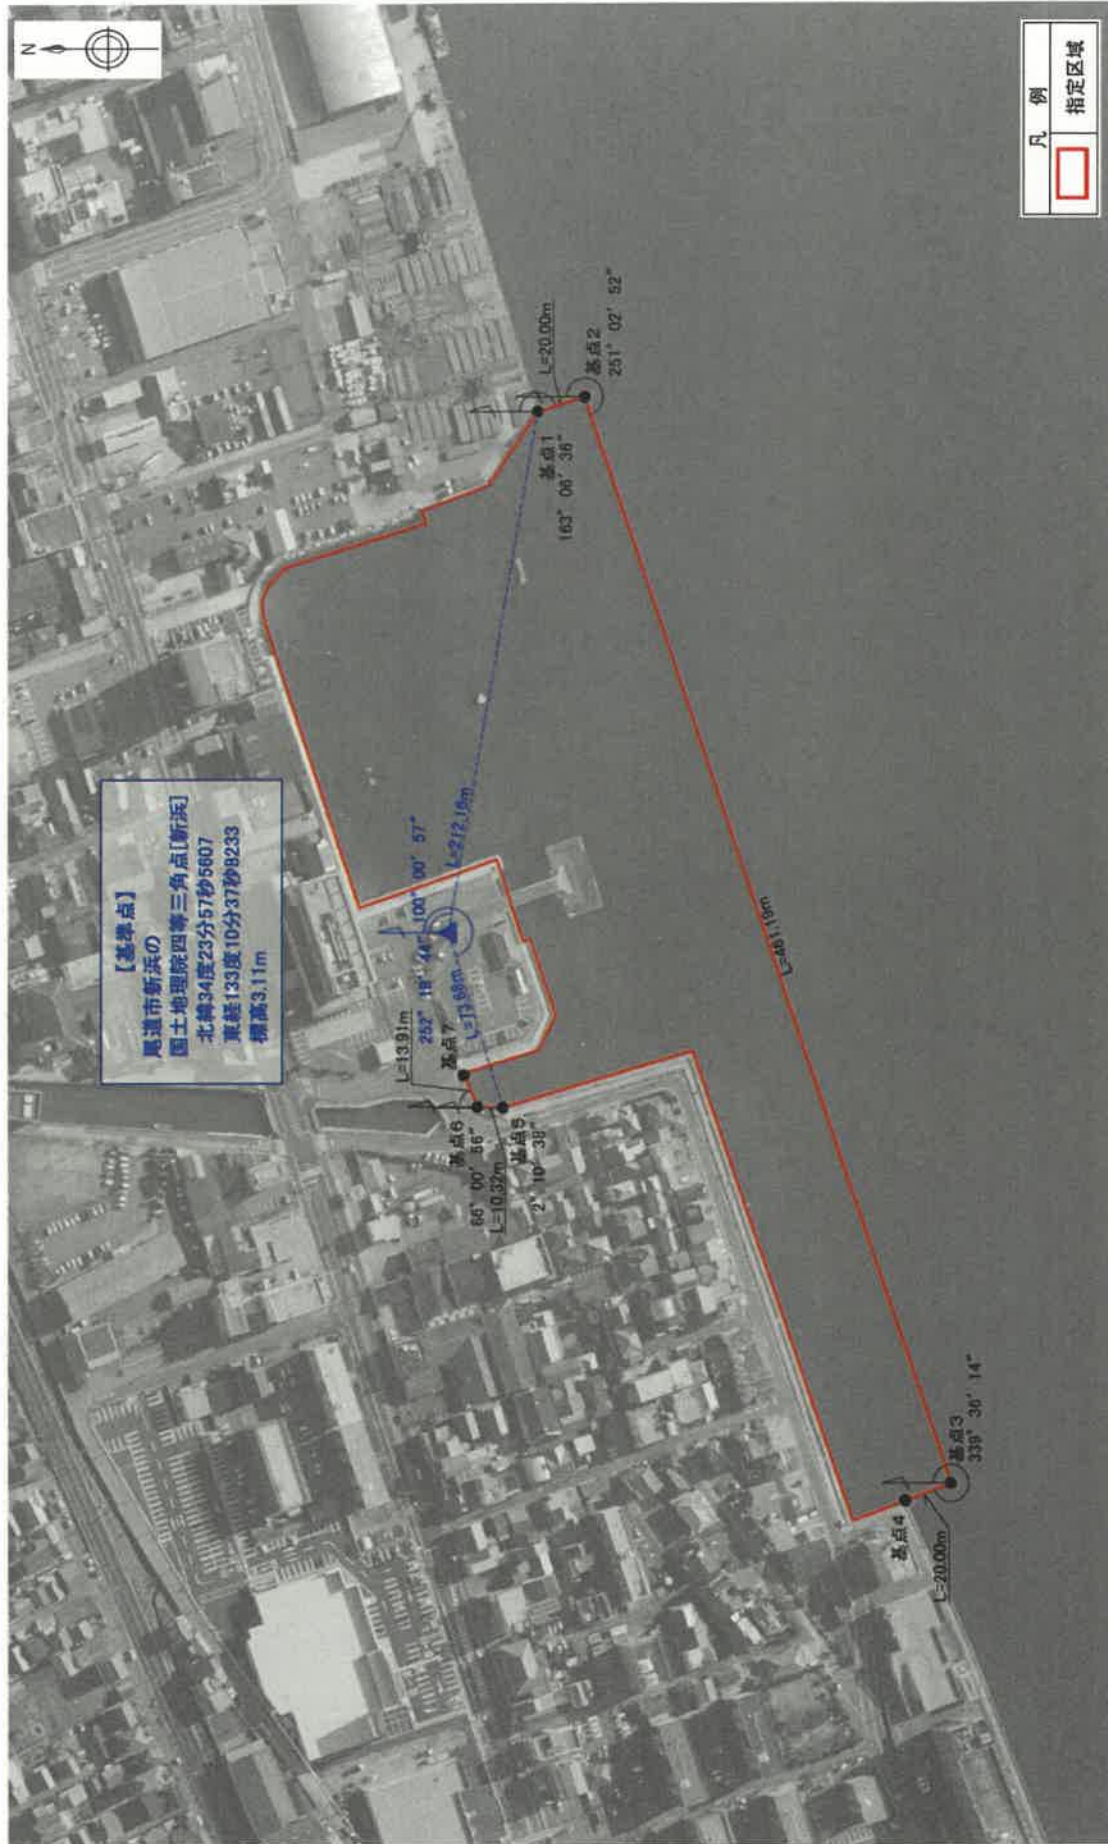 N
【基準点】
尾道市新浜の
国土地理院四等三角点[新浜]
北緯34度23分57秒5607
東経133度10分37秒8233
標高3.11m
L=13.91m
基点7
252° 18′ 44″
100° 00′ 57″
L=212.16m
基点6
66° 00′ 56″
L=10.32m
基点5
2° 10′ 38″
基点1
163° 06′ 36″
L=20.00m
基点2
251° 02′ 52″
L=461.19m
基点3
339° 36′ 14″
基点4
L=20.00m
凡 例
指定区域